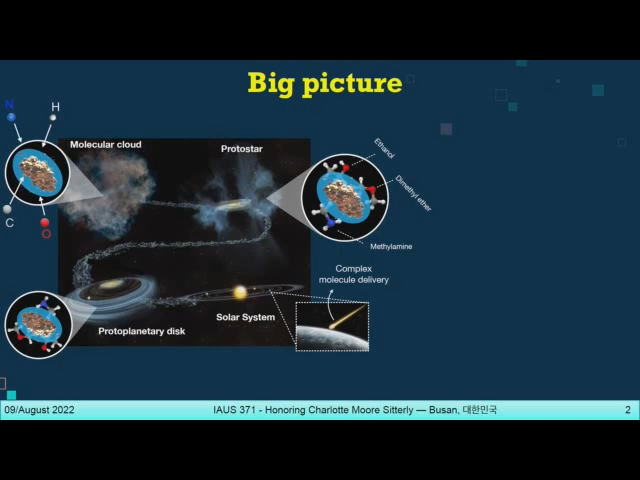 Big picture
N
H
Molecular cloud
Protostar
Ethanol
Dimethyl ether
C
O
Methylamine
Complex
molecule delivery
Solar System
Protoplanetary disk
09/August 2022
IAUS 371 - Honoring Charlotte Moore Sitterly — Busan, 대한민국
2